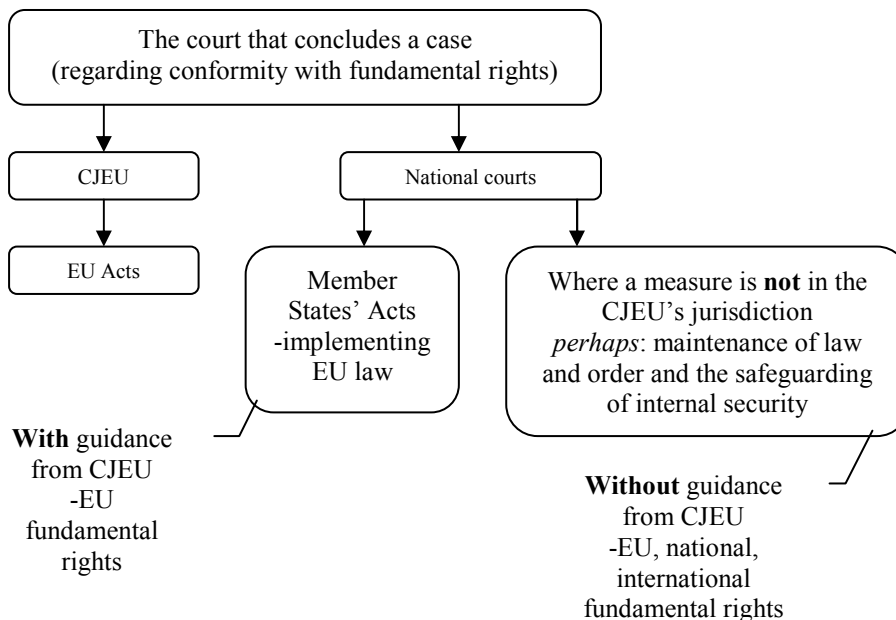 The court that concludes a case
(regarding conformity with fundamental rights)
CJEU
National courts
EU Acts
Member
States’ Acts
-implementing
EU law
Where a measure is not in the
CJEU’s jurisdiction
perhaps: maintenance of law
and order and the safeguarding
of internal security
With guidance
from CJEU
-EU
fundamental
rights
Without guidance
from CJEU
-EU, national,
international
fundamental rights